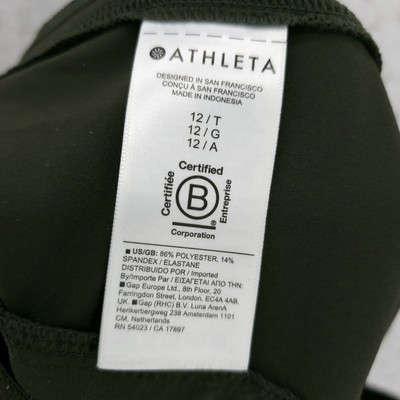 ATHLETA
DESIGNED IN SAN FRANCISCO
CONÇU À SAN FRANCISCO
MADE IN INDONESIA
12 / T
12 / G
12 / A
Certified
Certifiée
B
®
Entreprise
Corporation
■ US/GB: 86% POLYESTER, 14%
SPANDEX / ELASTANE
DISTRIBUIDO POR / Imported
By/Importe Par / ΕΙΣΑΓΕΤΑΙ ΑΠΟ ΤΗΝ:
■ Gap Europe Ltd., 8th Floor, 20
Farringdon Street, London, EC4A 4AB,
UK. ■ Gap (RHC) B.V. Luna ArenA
Herikerbergweg 238 Amsterdam 1101
CM, Netherlands
RN 54023 / CA 17897